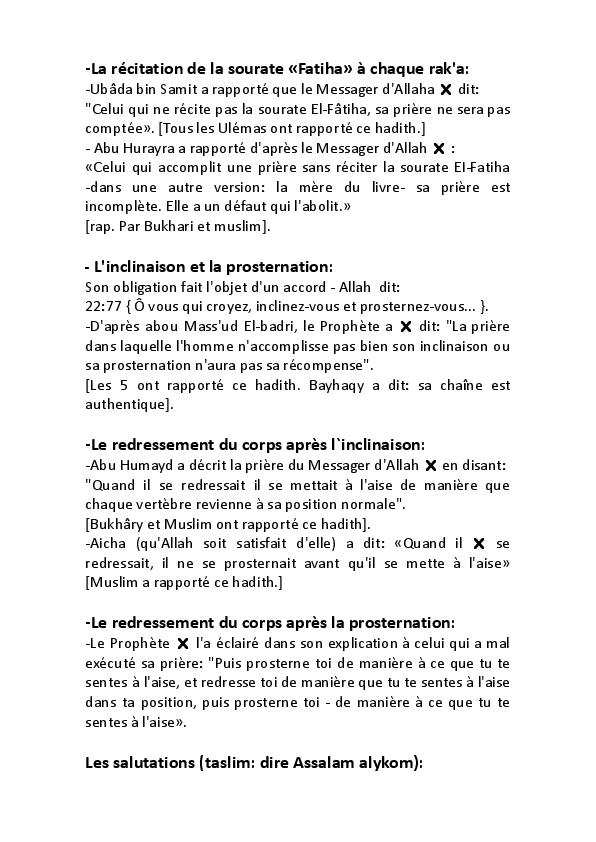 -La récitation de la sourate «Fatiha» à chaque rak'a:
-Ubâda bin Samit a rapporté que le Messager d'Allaha ✘ dit:
"Celui qui ne récite pas la sourate El-Fâtiha, sa prière ne sera pas
comptée». [Tous les Ulémas ont rapporté ce hadith.]
- Abu Hurayra a rapporté d'après le Messager d'Allah ✘ :
«Celui qui accomplit une prière sans réciter la sourate El-Fatiha
-dans une autre version: la mère du livre- sa prière est
incomplète. Elle a un défaut qui l'abolit.»
[rap. Par Bukhari et muslim].
- L'inclinaison et la prosternation:
Son obligation fait l'objet d'un accord - Allah  dit:
22:77 { Ô vous qui croyez, inclinez-vous et prosternez-vous... }.
-D'après abou Mass'ud El-badri, le Prophète a ✘ dit: "La prière
dans laquelle l'homme n'accomplisse pas bien son inclinaison ou
sa prosternation n'aura pas sa récompense".
[Les 5 ont rapporté ce hadith. Bayhaqy a dit: sa chaîne est
authentique].
-Le redressement du corps après l`inclinaison:
-Abu Humayd a décrit la prière du Messager d'Allah ✘ en disant:
"Quand il se redressait il se mettait à l'aise de manière que
chaque vertèbre revienne à sa position normale".
[Bukhâry et Muslim ont rapporté ce hadith].
-Aicha (qu'Allah soit satisfait d'elle) a dit: «Quand il ✘ se
redressait, il ne se prosternait avant qu'il se mette à l'aise»
[Muslim a rapporté ce hadith.]
-Le redressement du corps après la prosternation:
-Le Prophète ✘ l'a éclairé dans son explication à celui qui a mal
exécuté sa prière: "Puis prosterne toi de manière à ce que tu te
sentes à l'aise, et redresse toi de manière que tu te sentes à l'aise
dans ta position, puis prosterne toi - de manière à ce que tu te
sentes à l'aise».
Les salutations (taslim: dire Assalam alykom):